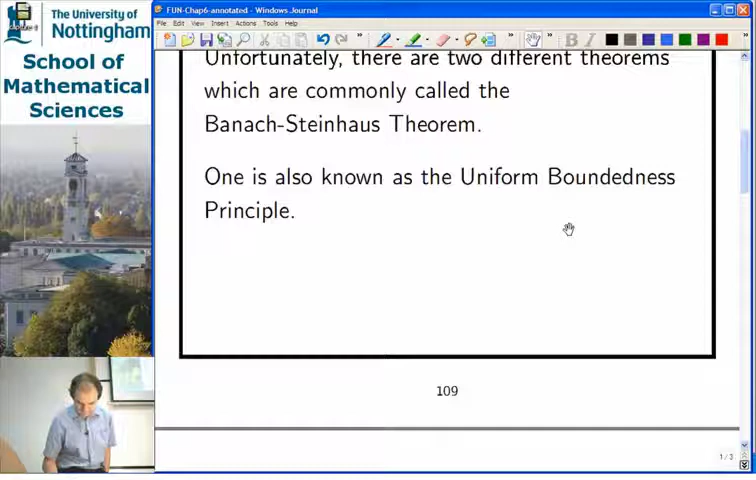 The University of
Nottingham
School of
Mathematical
Sciences
FUN-Chap6-annotated - Windows Journal
File Edit View Insert Actions Tools Help
Unfortunately, there are two different theorems
which are commonly called the
Banach-Steinhaus Theorem.
One is also known as the Uniform Boundedness
Principle.
109
1 / 3